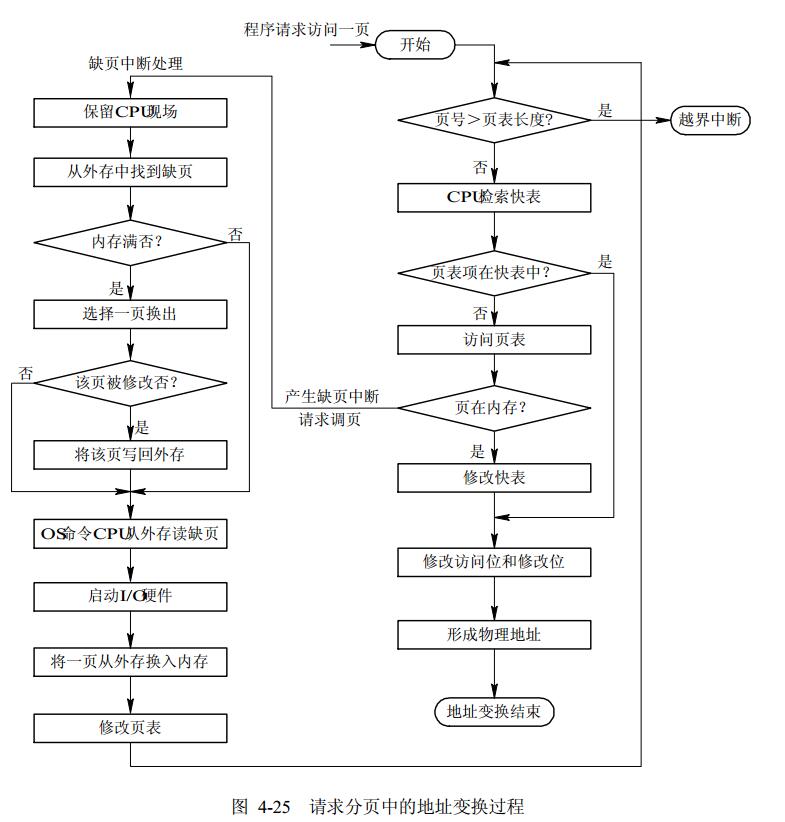 程序请求访问一页
开始
缺页中断处理
保留CPU现场
页号＞页表长度?
是
越界中断
从外存中找到缺页
否
CPU检索快表
内存满否?
否
页表项在快表中?
是
是
选择一页换出
否
访问页表
否
该页被修改否?
产生缺页中断
请求调页
页在内存?
是
将该页写回外存
是
修改快表
OS命令CPU从外存读缺页
修改访问位和修改位
启动I/O硬件
形成物理地址
将一页从外存换入内存
地址变换结束
修改页表
图 4-25 请求分页中的地址变换过程